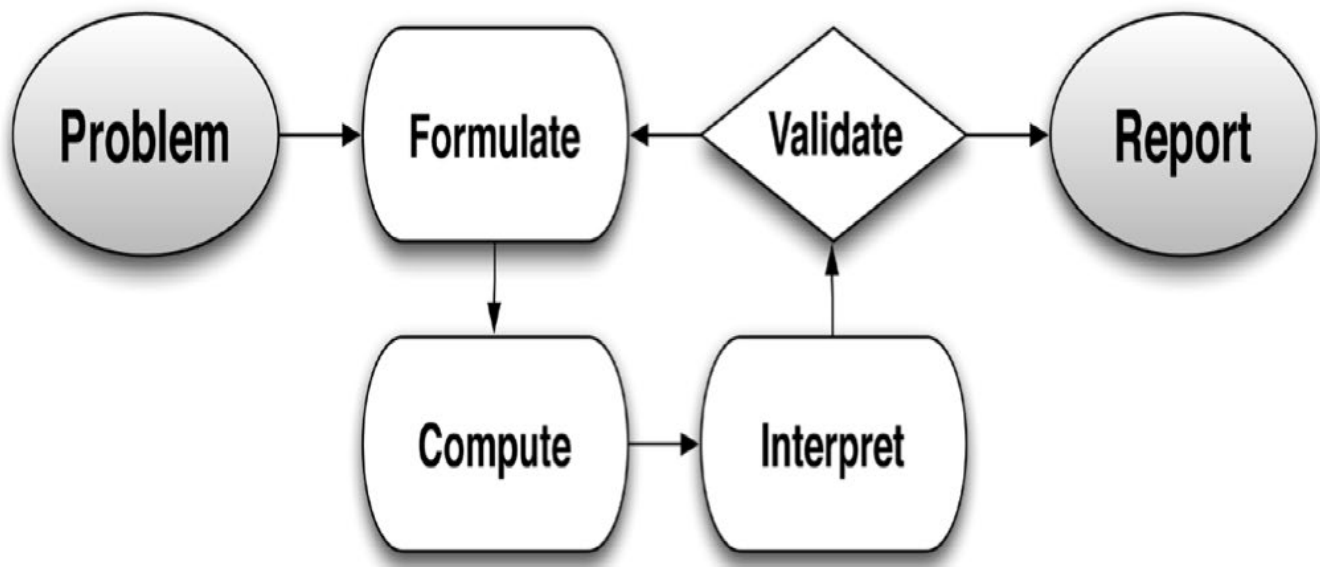 Problem
Formulate
Validate
Report
Compute
Interpret